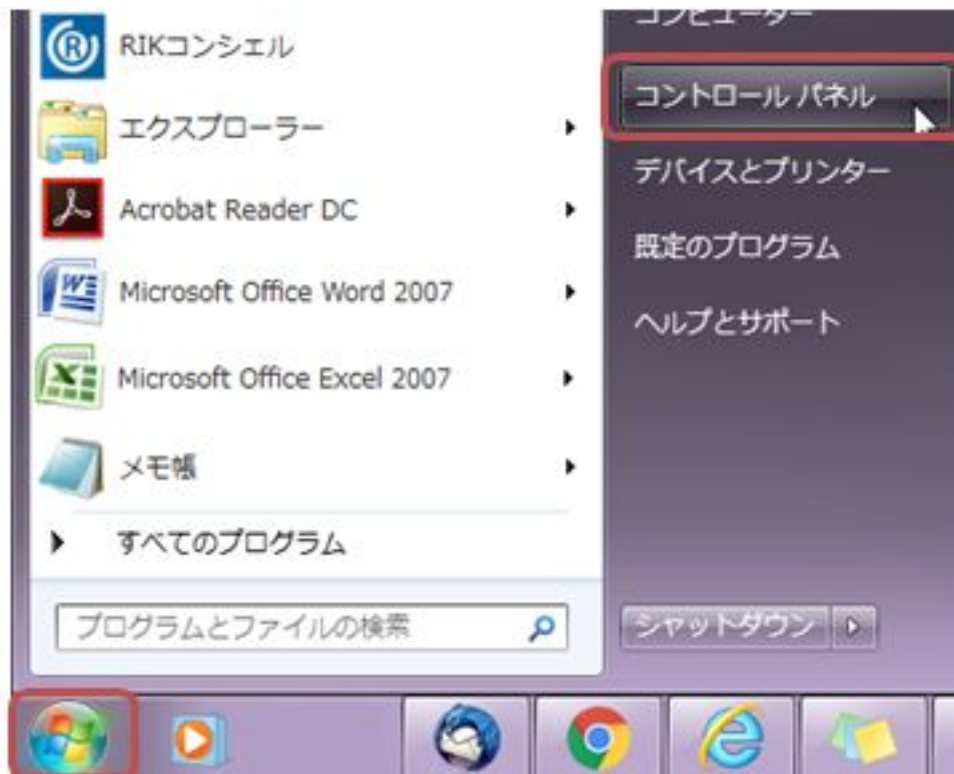 RIKコンシェル
エクスプローラー
Acrobat Reader DC
Microsoft Office Word 2007
Microsoft Office Excel 2007
メモ帳
すべてのプログラム
プログラムとファイルの検索
コンピューター
コントロール パネル
デバイスとプリンター
既定のプログラム
ヘルプとサポート
シャットダウン